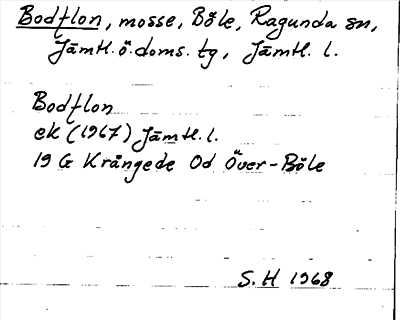 Bodflon, mosse, Böle, Ragunda sn,
Jämtl. ö. doms. tg, Jämtl. l.
Bodflon
ek (1967) Jämtl. l.
19 G Krångede Od Över-Böle
S. H 1968